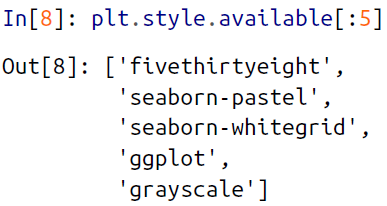 In[8]: plt.style.available[:5]
Out[8]: ['fivethirtyeight',
'seaborn-pastel',
'seaborn-whitegrid',
'ggplot',
'grayscale']